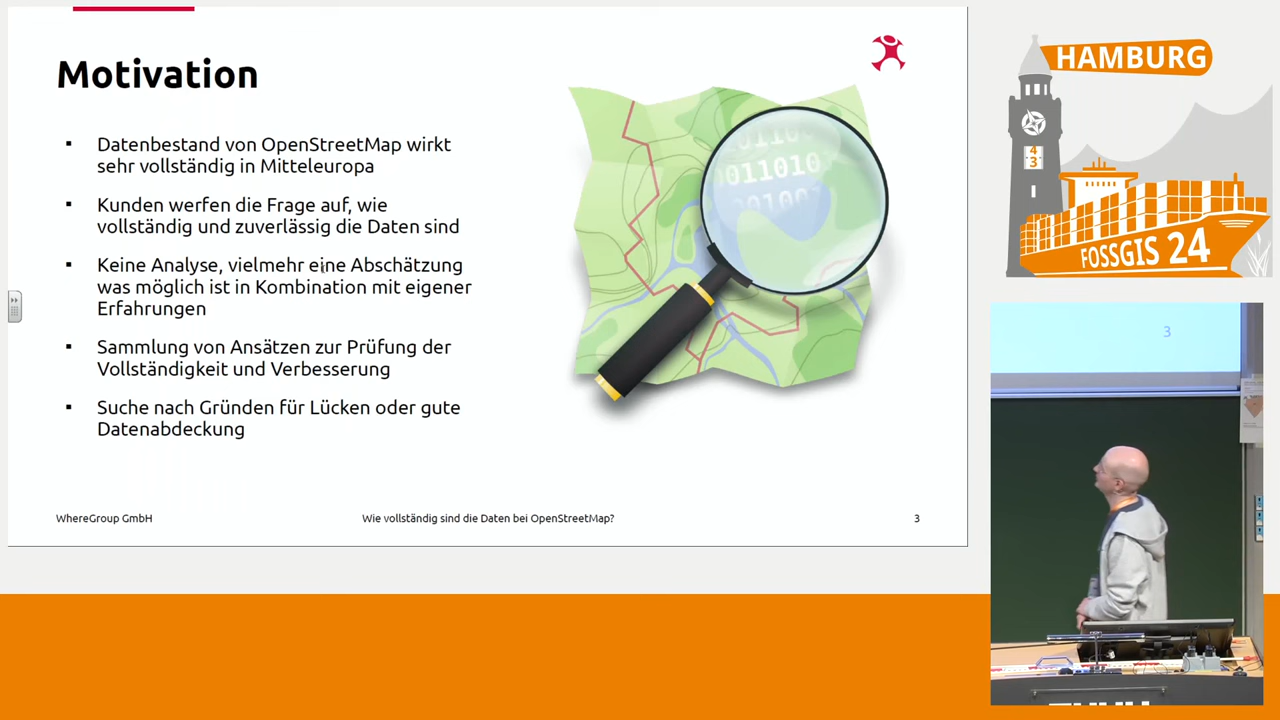 Motivation
Datenbestand von OpenStreetMap wirkt
sehr vollständig in Mitteleuropa
Kunden werfen die Frage auf, wie
vollständig und zuverlässig die Daten sind
Keine Analyse, vielmehr eine Abschätzung
was möglich ist in Kombination mit eigener
Erfahrungen
Sammlung von Ansätzen zur Prüfung der
Vollständigkeit und Verbesserung
Suche nach Gründen für Lücken oder gute
Datenabdeckung
WhereGroup GmbH
Wie vollständig sind die Daten bei OpenStreetMap?
3
011010
HAMBURG
4
3
FOSSGIS 24
3